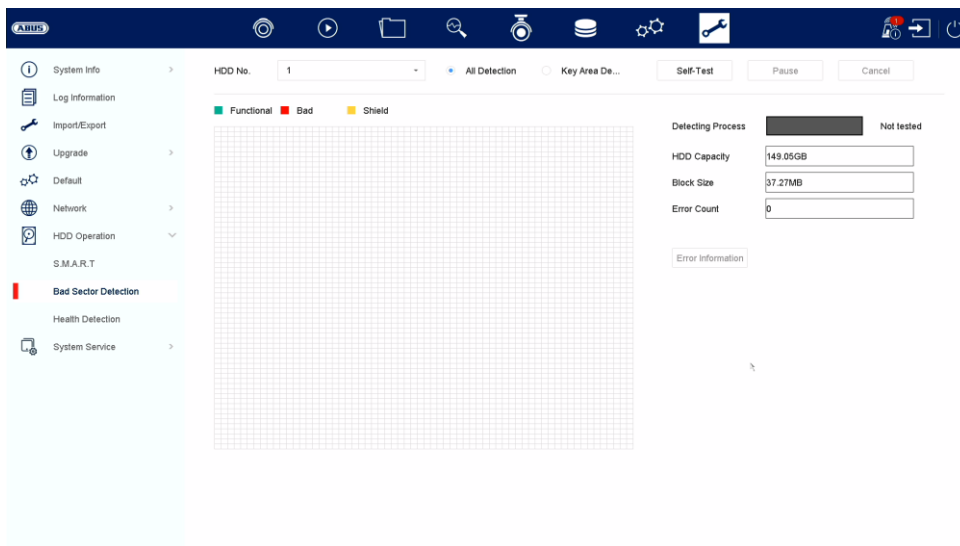 ABUS
1
System Info
HDD No. 1 All Detection Key Area De... Self-Test Pause Cancel
Log Information
Functional Bad Shield
Import/Export
Detecting Process Not tested
Upgrade
HDD Capacity 149.05GB
Default
Block Size 37.27MB
Network
Error Count 0
HDD Operation
Error Information
S.M.A.R.T
Bad Sector Detection
Health Detection
System Service